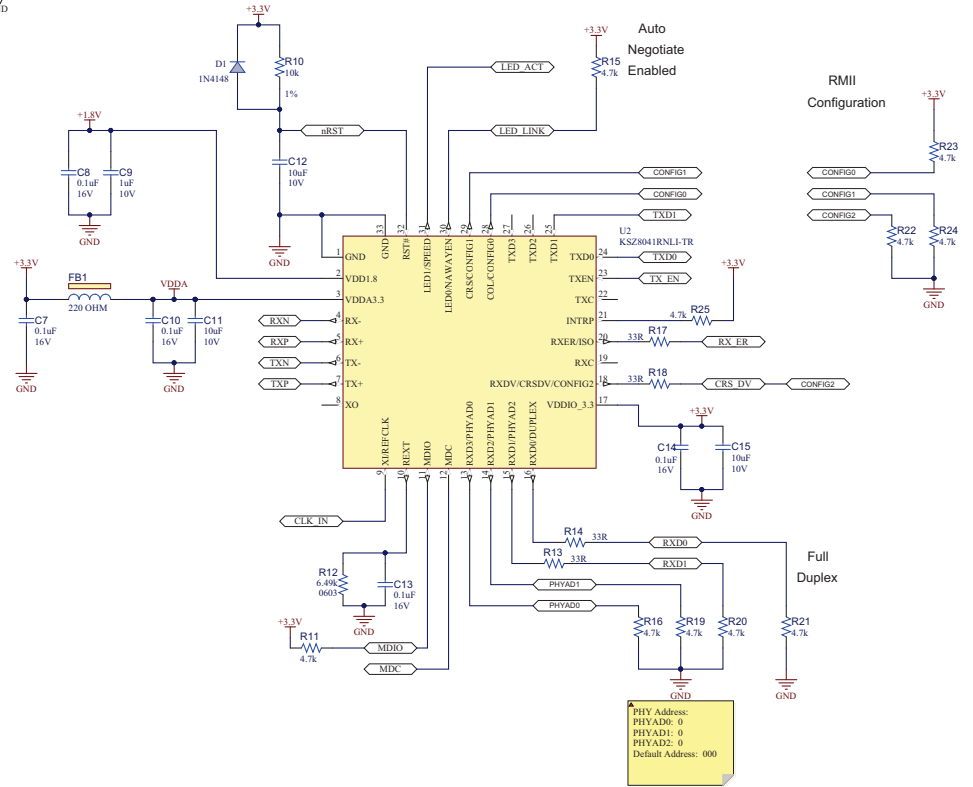 D
+3.3V
D1
1N4148
R10
10k
1%
LED_ACT
+3.3V
R15
4.7k
Auto
Negotiate
Enabled
RMII
Configuration
+3.3V
R23
4.7k
+1.8V
nRST
LED_LINK
C8
0.1uF
16V
C9
1uF
10V
C12
10uF
10V
CONFIG1
CONFIG0
TXD1
CONFIG0
CONFIG1
CONFIG2
R22
4.7k
R24
4.7k
GND
GND
GND
U2
KSZ8041RNLI-TR
33
GND
32
RST#
31
LED1/SPEED
30
LED0/NAWAYEN
29
CRS/CONFIG1
28
COL/CONFIG0
27
TXD3
26
TXD2
25
TXD1
1
GND
2
VDD1.8
3
VDDA3.3
4
RX-
5
RX+
6
TX-
7
TX+
8
XO
TXD0
24
TXD0
TXEN
23
TX_EN
TXC
22
INTRP
21
4.7k
R25
+3.3V
RXER/ISO
20
33R
R17
RX_ER
RXC
19
RXDV/CRSDV/CONFIG2
18
33R
R18
CRS_DV
CONFIG2
VDDIO_3.3
17
+3.3V
FB1
220 OHM
VDDA
C7
0.1uF
16V
C10
0.1uF
16V
C11
10uF
10V
GND
GND
RXN
RXP
TXN
TXP
+3.3V
C14
0.1uF
16V
C15
10uF
10V
GND
XI/REFCLK
9
REXT
10
MDIO
11
MDC
12
RXD3/PHYAD0
13
RXD2/PHYAD1
14
RXD1/PHYAD2
15
RXD0/DUPLEX
16
CLK_IN
R14
33R
RXD0
R13
33R
RXD1
Full
Duplex
R12
6.49k
0603
C13
0.1uF
16V
GND
PHYAD1
PHYAD0
+3.3V
R11
4.7k
MDIO
MDC
R16
4.7k
R19
4.7k
R20
4.7k
R21
4.7k
GND
GND
PHY Address:
PHYAD0: 0
PHYAD1: 0
PHYAD2: 0
Default Address: 000